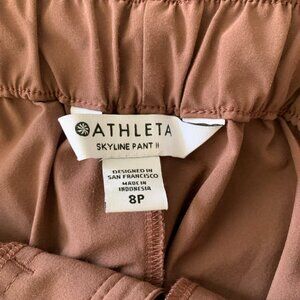 ATHLETA
SKYLINE PANT II
DESIGNED IN
SAN FRANCISCO
MADE IN
INDONESIA
8P